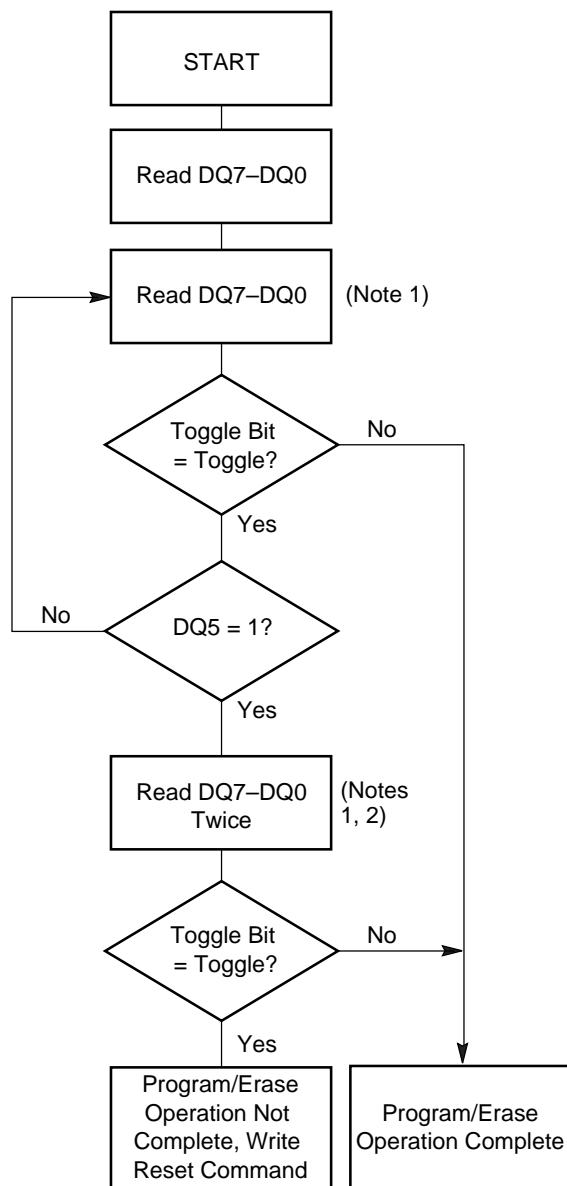 START
Read DQ7–DQ0
Read DQ7–DQ0
(Note 1)
Toggle Bit
= Toggle?
No
Yes
DQ5 = 1?
No
Yes
Read DQ7–DQ0
Twice
(Notes
1, 2)
Toggle Bit
= Toggle?
No
Yes
Program/Erase
Operation Not
Complete, Write
Reset Command
Program/Erase
Operation Complete